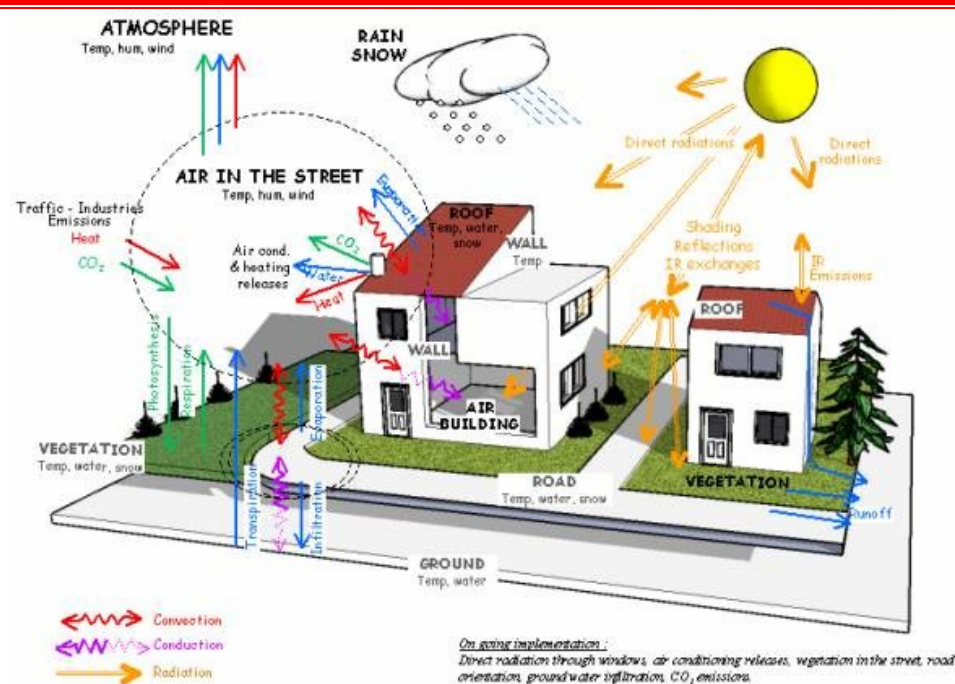 ATMOSPHERE
Temp, hum, wind
RAIN
SNOW
Direct radiations
Direct
radiations
AIR IN THE STREET
Temp, hum, wind
Evaporation
Traffic - Industries
Emissions
Heat
CO2
Air cond.
& heating
releases
CO2
Water
Heat
ROOF
Temp, water,
snow
WALL
Temp
Shading
Reflections
IR exchanges
IR
Emissions
ROOF
WALL
AIR
BUILDING
Photosynthesis
Respiration
Evaporation
VEGETATION
Temp, water, snow
Transpiration
Infiltration
ROAD
Temp, water, snow
VEGETATION
Runoff
GROUND
Temp, water
Convection
Conduction
Radiation
On going implementation :
Direct radiation through windows, air conditioning releases, vegetation in the street, road
orientation, ground water infiltration, CO2 emissions.